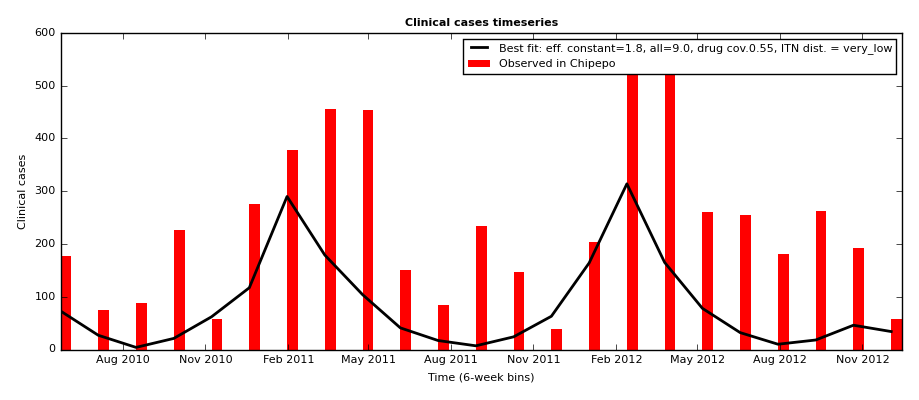 Clinical cases timeseries
Best fit: eff. constant=1.8, all=9.0, drug cov.0.55, ITN dist. = very_low
Observed in Chipepo
Clinical cases
600
500
400
300
200
100
0
Aug 2010 Nov 2010 Feb 2011 May 2011 Aug 2011 Nov 2011 Feb 2012 May 2012 Aug 2012 Nov 2012
Time (6-week bins)